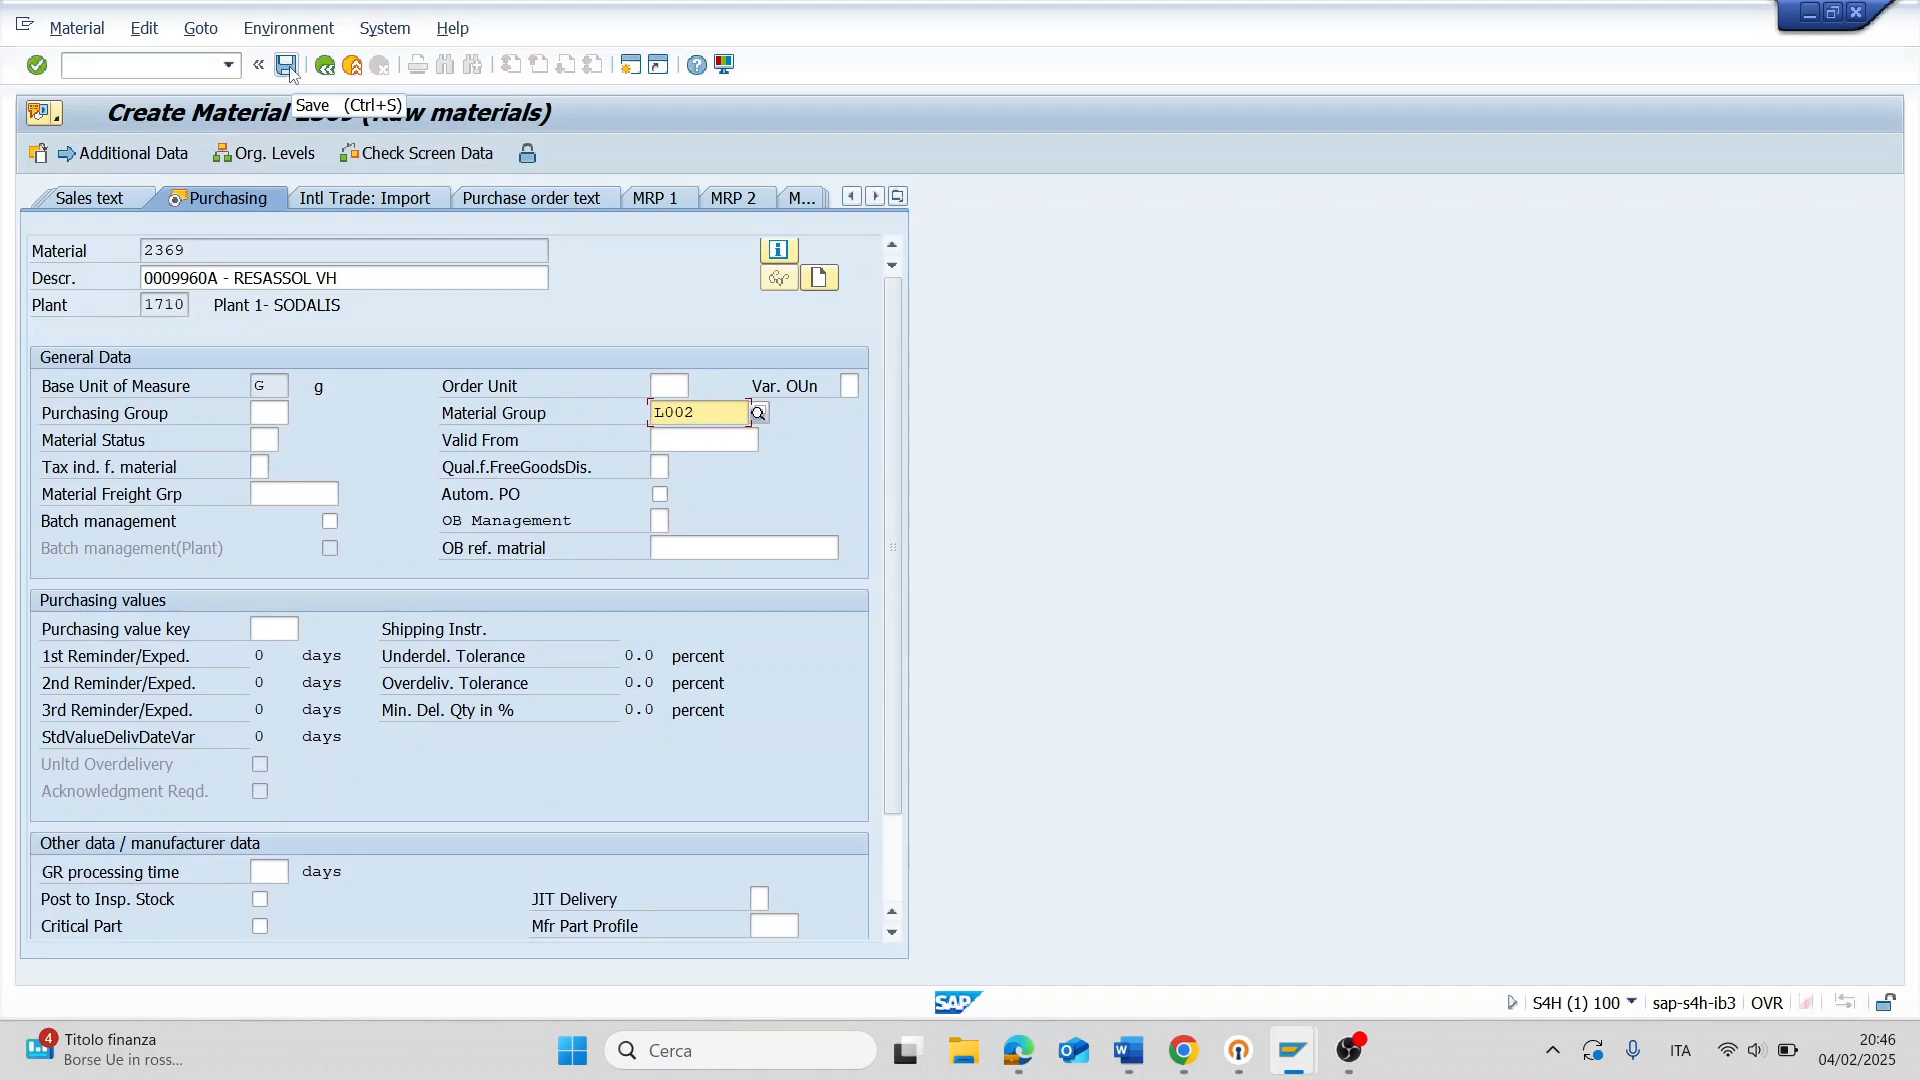 Material Edit Goto Environment System Help
Save (Ctrl+S)
Create Material 2369 (Raw materials)
Additional Data Org. Levels Check Screen Data
Sales text Purchasing Intl Trade: Import Purchase order text MRP 1 MRP 2 M...
Material 2369
Descr. 0009960A - RESASSOL VH
Plant 1710 Plant 1- SODALIS
General Data
Base Unit of Measure G g Order Unit Var. OUn
Purchasing Group Material Group L002
Material Status Valid From
Tax ind. f. material Qual.f.FreeGoodsDis.
Material Freight Grp Autom. PO
Batch management OB Management
Batch management(Plant) OB ref. matrial
Purchasing values
Purchasing value key Shipping Instr.
1st Reminder/Exped. 0 days Underdel. Tolerance 0.0 percent
2nd Reminder/Exped. 0 days Overdeliv. Tolerance 0.0 percent
3rd Reminder/Exped. 0 days Min. Del. Qty in % 0.0 percent
StdValueDelivDateVar 0 days
Unltd Overdelivery
Acknowledgment Reqd.
Other data / manufacturer data
GR processing time days
Post to Insp. Stock JIT Delivery
Critical Part Mfr Part Profile
SAP S4H (1) 100 sap-s4h-ib3 OVR
4 Titolo finanza
Borse Ue in ross...
Cerca
ITA
20:46
04/02/2025